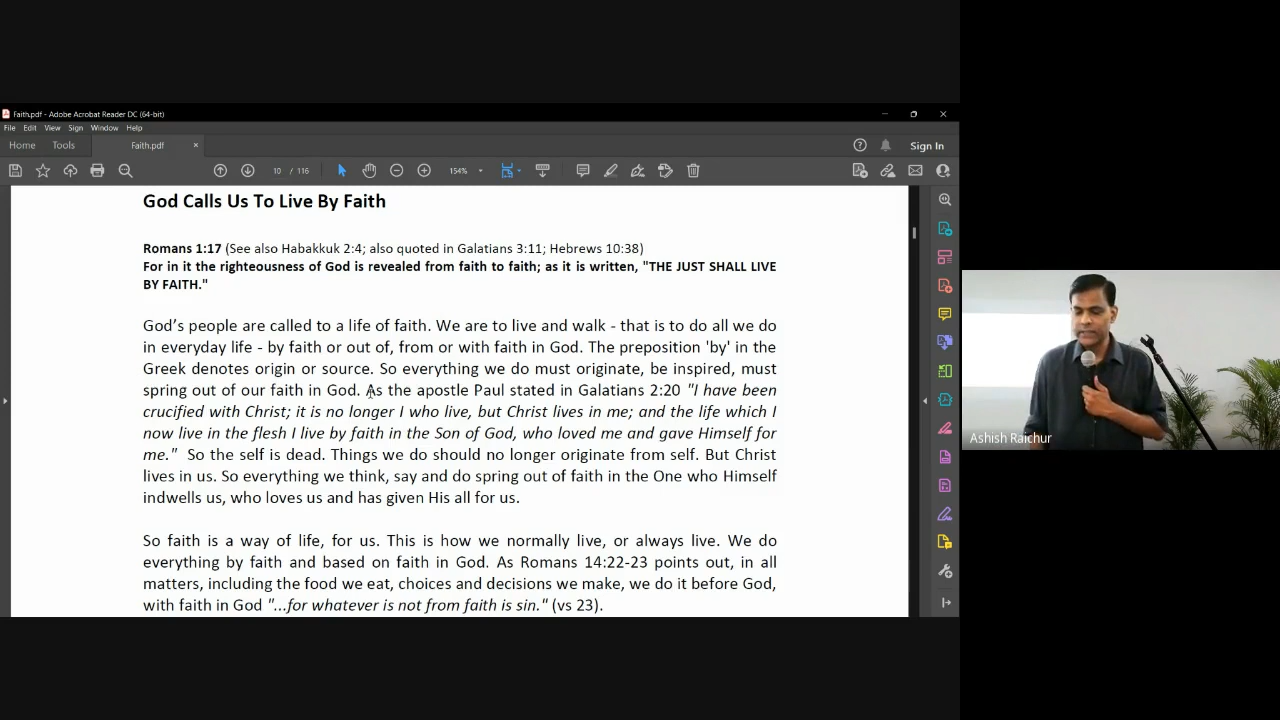 Faith.pdf - Adobe Acrobat Reader DC (64-bit)
File Edit View Sign Window Help
Home Tools Faith.pdf × Sign In
10 / 116 154%
God Calls Us To Live By Faith
Romans 1:17 (See also Habakkuk 2:4; also quoted in Galatians 3:11; Hebrews 10:38)
For in it the righteousness of God is revealed from faith to faith; as it is written, "THE JUST SHALL LIVE
BY FAITH."
God’s people are called to a life of faith. We are to live and walk - that is to do all we do
in everyday life - by faith or out of, from or with faith in God. The preposition 'by' in the
Greek denotes origin or source. So everything we do must originate, be inspired, must
spring out of our faith in God. As the apostle Paul stated in Galatians 2:20 "I have been
crucified with Christ; it is no longer I who live, but Christ lives in me; and the life which I
now live in the flesh I live by faith in the Son of God, who loved me and gave Himself for
me." So the self is dead. Things we do should no longer originate from self. But Christ
lives in us. So everything we think, say and do spring out of faith in the One who Himself
indwells us, who loves us and has given His all for us.
So faith is a way of life, for us. This is how we normally live, or always live. We do
everything by faith and based on faith in God. As Romans 14:22-23 points out, in all
matters, including the food we eat, choices and decisions we make, we do it before God,
with faith in God "...for whatever is not from faith is sin." (vs 23).
Ashish Raichur